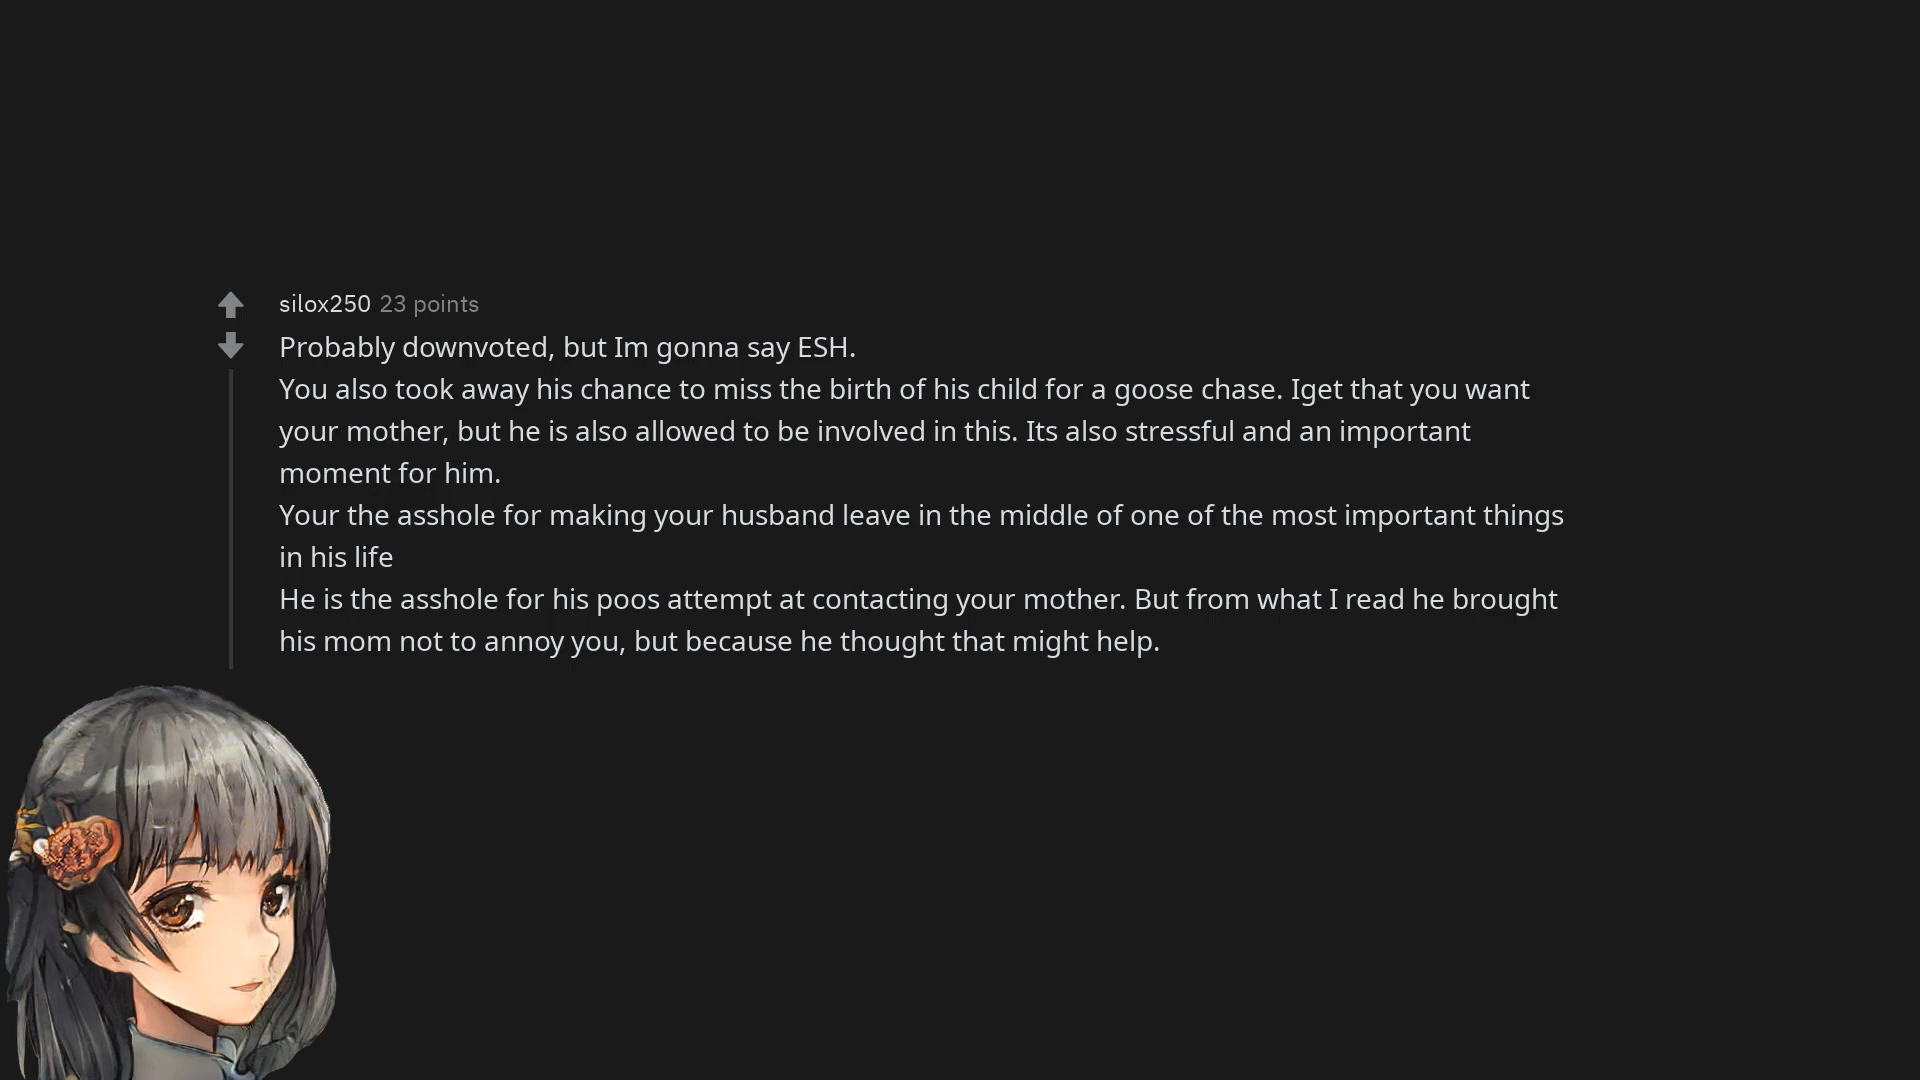 silox250 23 points
Probably downvoted, but Im gonna say ESH.
You also took away his chance to miss the birth of his child for a goose chase. Iget that you want
your mother, but he is also allowed to be involved in this. Its also stressful and an important
moment for him.
Your the asshole for making your husband leave in the middle of one of the most important things
in his life
He is the asshole for his poos attempt at contacting your mother. But from what I read he brought
his mom not to annoy you, but because he thought that might help.